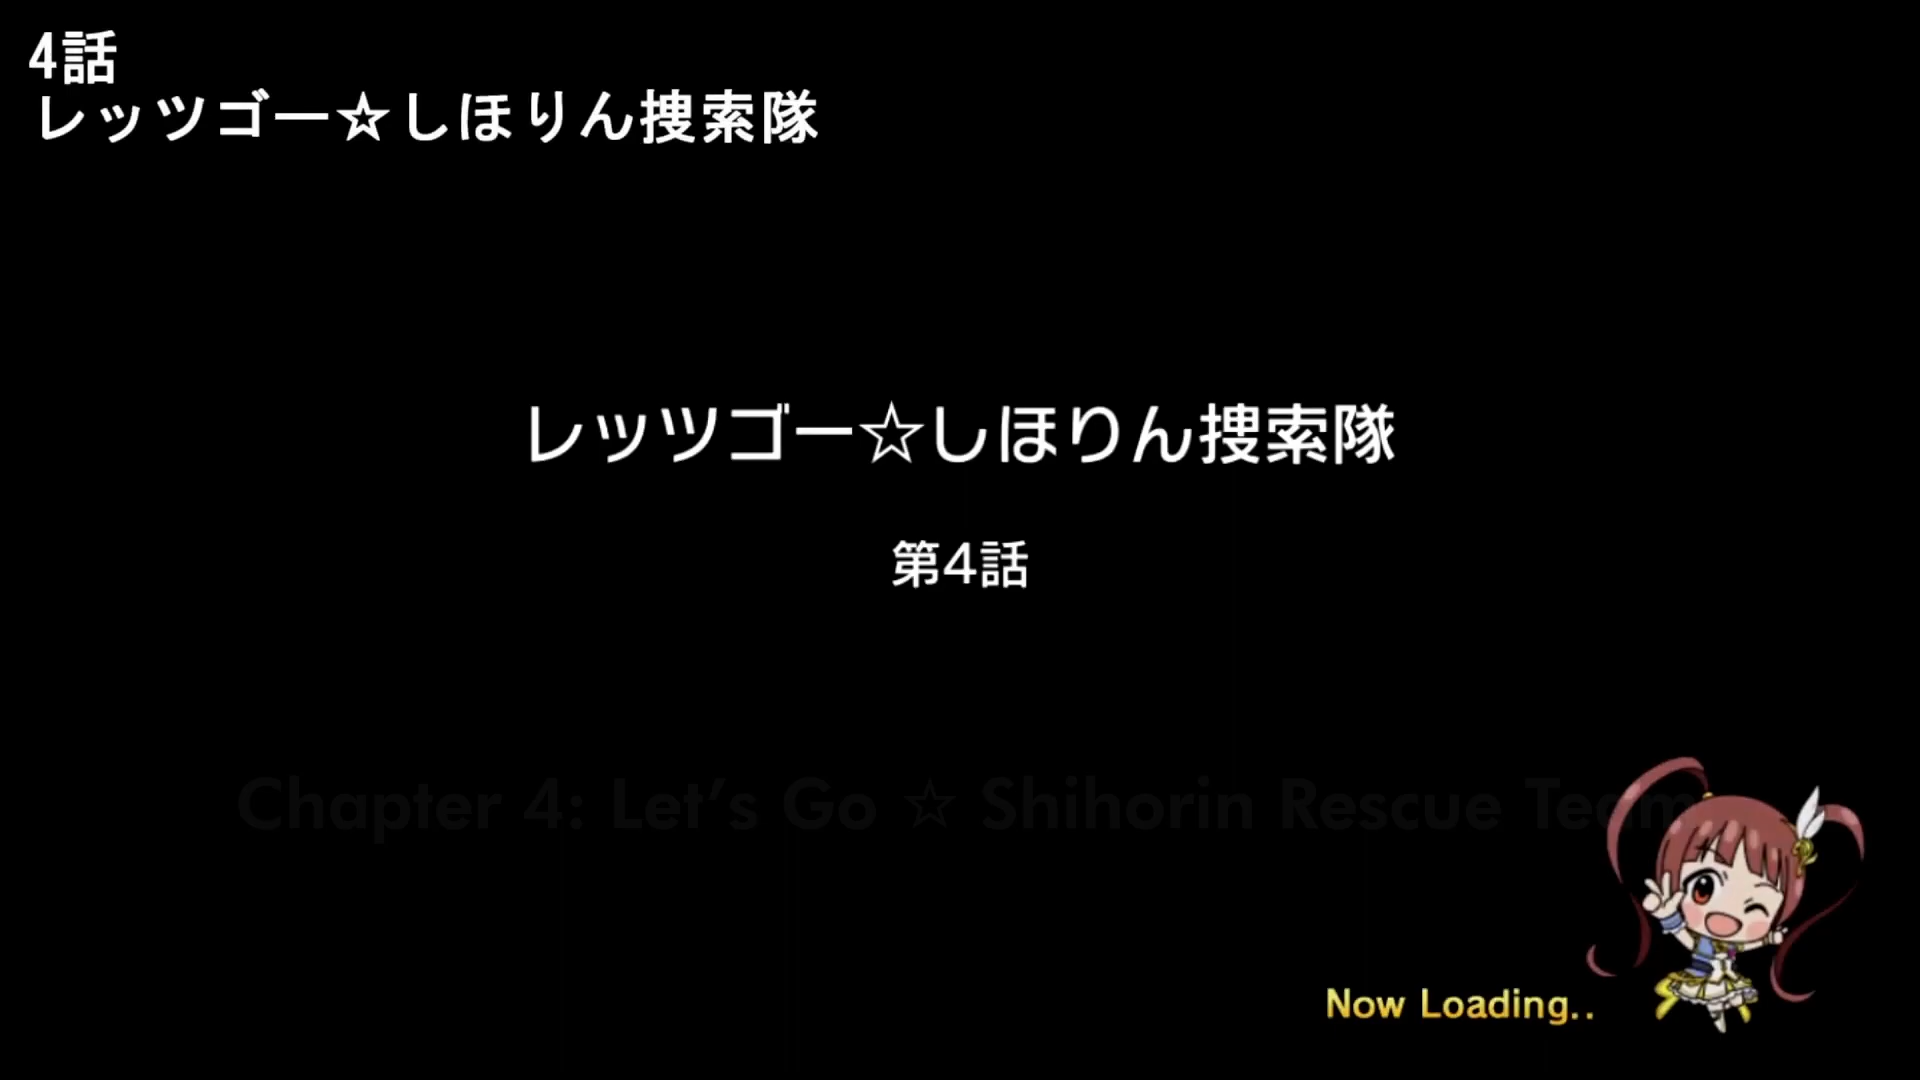 4話
レッツゴー☆しほりん捜索隊
レッツゴー☆しほりん捜索隊
第4話
Chapter 4: Let's Go ☆ Shihorin Rescue Team
Now Loading..